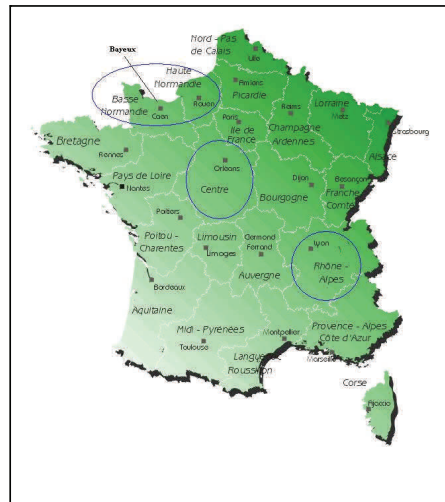 Nord - Pas
de Calais
Lille
Bayeux
Haute
Normandie
Amiens
Picardie
Rouen
Basse
Normandie
Caen
Reims
Lorraine
Metz
Paris
Ile de
France
Champagne
Ardennes
Strasbourg
Alsace
Bretagne
Rennes
Orléans
Pays de Loire
Nantes
Centre
Dijon
Besançon
Franche
Comté
Bourgogne
Poitiers
Poitou -
Charentes
Limousin
Limoges
Germond
Ferrand
Auvergne
Lyon
Rhône -
Alpes
Bordeaux
Aquitaine
Midi - Pyrénées
Toulouse
Montpellier
Provence - Alpes
Côte d'Azur
Marseille
Langue
Roussillon
Corse
Ajaccio